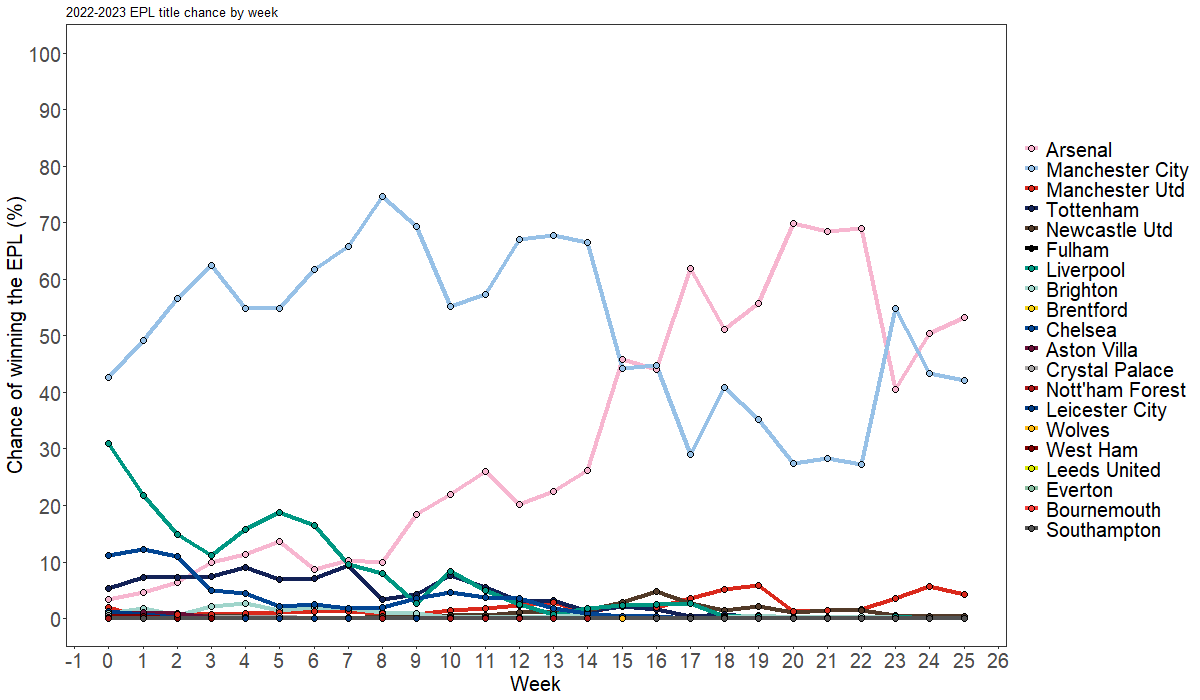 2022-2023 EPL title chance by week
Chance of winning the EPL (%)
100
90
80
70
60
50
40
30
20
10
0
-1 0 1 2 3 4 5 6 7 8 9 10 11 12 13 14 15 16 17 18 19 20 21 22 23 24 25 26
Week
Arsenal
Manchester City
Manchester Utd
Tottenham
Newcastle Utd
Fulham
Liverpool
Brighton
Brentford
Chelsea
Aston Villa
Crystal Palace
Nott'ham Forest
Leicester City
Wolves
West Ham
Leeds United
Everton
Bournemouth
Southampton